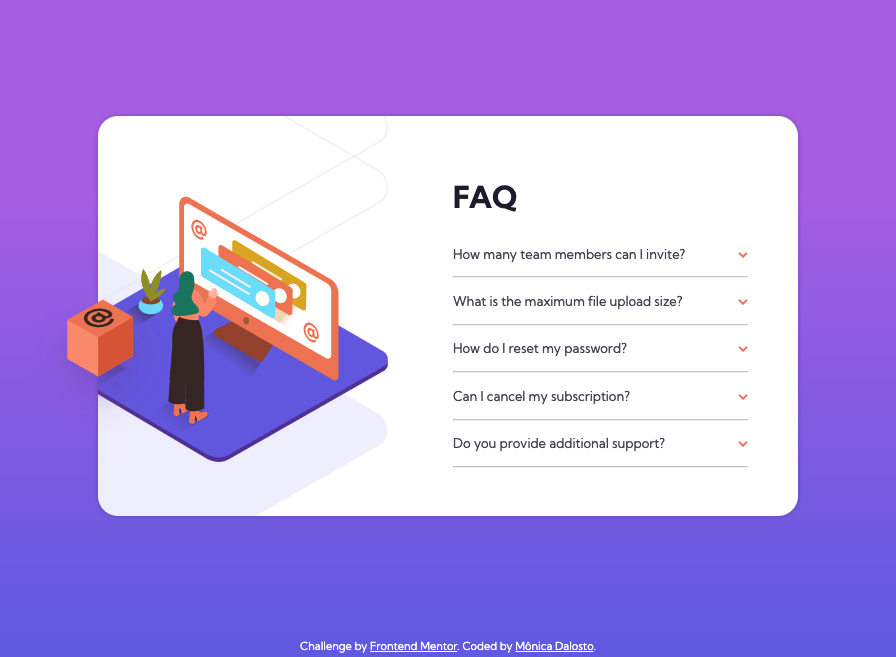 FAQ
How many team members can I invite?
What is the maximum file upload size?
How do I reset my password?
Can I cancel my subscription?
Do you provide additional support?
Challenge by Frontend Mentor. Coded by Mônica Dalosto.